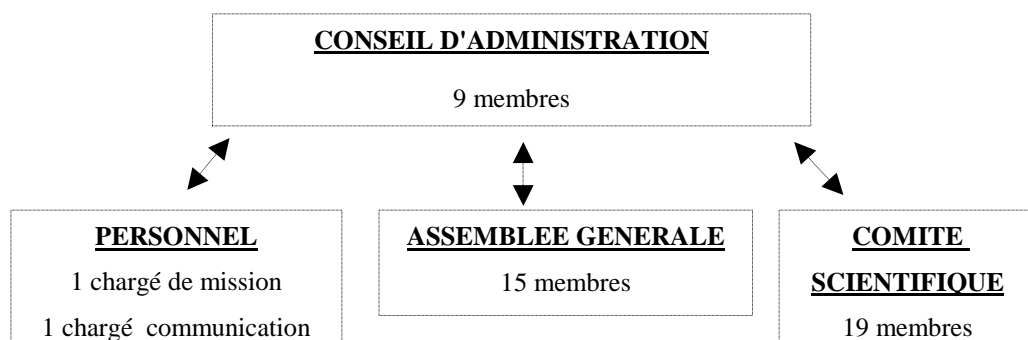 CONSEIL D'ADMINISTRATION
9 membres
PERSONNEL
1 chargé de mission
1 chargé communication
ASSEMBLEE GENERALE
15 membres
COMITE
SCIENTIFIQUE
19 membres